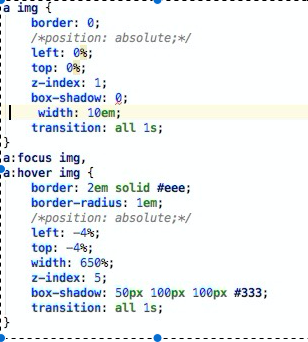 a img {
    border: 0;
    /*position: absolute;*/
    left: 0%;
    top: 0%;
    z-index: 1;
    box-shadow: 0;
     width: 10em;
    transition: all 1s;
}
a:focus img,
a:hover img {
    border: 2em solid #eee;
    border-radius: 1em;
    /*position: absolute;*/
    left: -4%;
    top: -4%;
    width: 650%;
    z-index: 5;
    box-shadow: 50px 100px 100px #333;
    transition: all 1s;
}